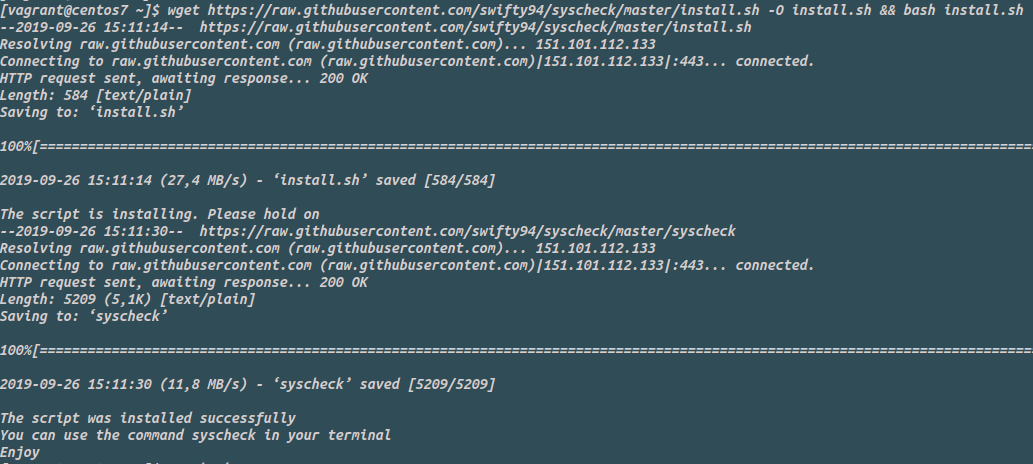 [vagrant@centos7 ~]$ wget https://raw.githubusercontent.com/swifty94/syscheck/master/install.sh -O install.sh && bash install.sh
--2019-09-26 15:11:14--  https://raw.githubusercontent.com/swifty94/syscheck/master/install.sh
Resolving raw.githubusercontent.com (raw.githubusercontent.com)... 151.101.112.133
Connecting to raw.githubusercontent.com (raw.githubusercontent.com)|151.101.112.133|:443... connected.
HTTP request sent, awaiting response... 200 OK
Length: 584 [text/plain]
Saving to: ‘install.sh’
100%[==============================================================================================================================
2019-09-26 15:11:14 (27,4 MB/s) - ‘install.sh’ saved [584/584]
The script is installing. Please hold on
--2019-09-26 15:11:30--  https://raw.githubusercontent.com/swifty94/syscheck/master/syscheck
Resolving raw.githubusercontent.com (raw.githubusercontent.com)... 151.101.112.133
Connecting to raw.githubusercontent.com (raw.githubusercontent.com)|151.101.112.133|:443... connected.
HTTP request sent, awaiting response... 200 OK
Length: 5209 (5,1K) [text/plain]
Saving to: ‘syscheck’
100%[==============================================================================================================================
2019-09-26 15:11:30 (11,8 MB/s) - ‘syscheck’ saved [5209/5209]
The script was installed successfully
You can use the command syscheck in your terminal
Enjoy